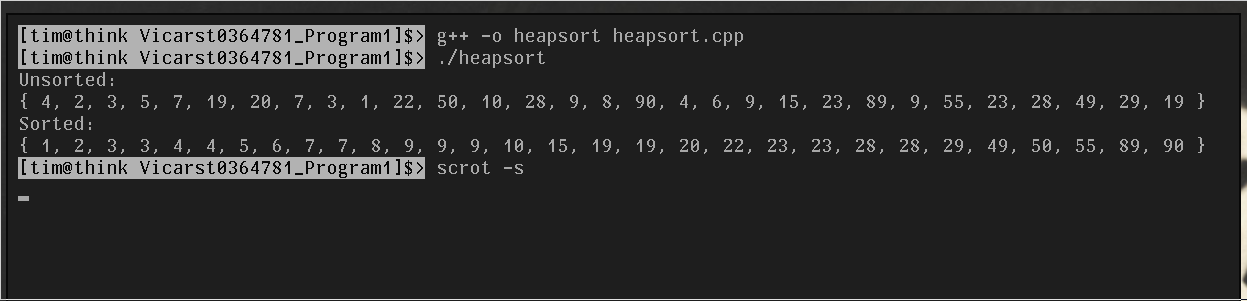 [tim@think Vicarst0364781_Program1]$> g++ -o heapsort heapsort.cpp
[tim@think Vicarst0364781_Program1]$> ./heapsort
Unsorted:
{ 4, 2, 3, 5, 7, 19, 20, 7, 3, 1, 22, 50, 10, 28, 9, 8, 90, 4, 6, 9, 15, 23, 89, 9, 55, 23, 28, 49, 29, 19 }
Sorted:
{ 1, 2, 3, 3, 4, 4, 5, 6, 7, 7, 8, 9, 9, 9, 10, 15, 19, 19, 20, 22, 23, 23, 28, 28, 29, 49, 50, 55, 89, 90 }
[tim@think Vicarst0364781_Program1]$> scrot -s